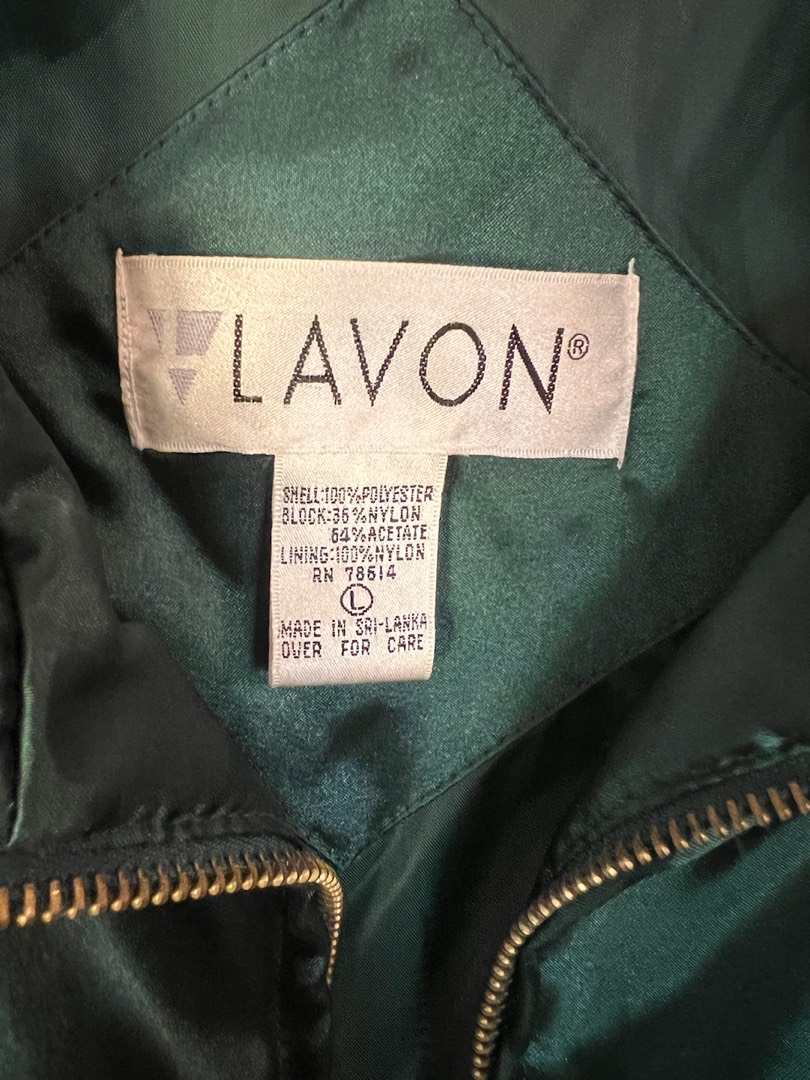 LAVON®
SHELL:100%POLYESTER
BLOCK:36%NYLON
64%ACETATE
LINING:100%NYLON
RN 78614
L
MADE IN SRI-LANKA
OVER FOR CARE